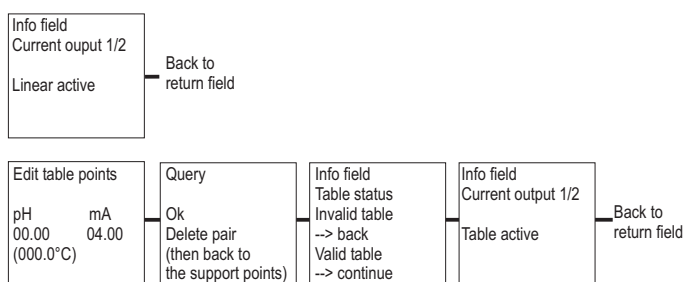 Info field
Current ouput 1/2
Linear active
Back to
return field
Edit table points
pH mA
00.00 04.00
(000.0°C)
Query
Ok
Delete pair
(then back to
the support points)
Info field
Table status
Invalid table
--> back
Valid table
--> continue
Info field
Current output 1/2
Table active
Back to
return field